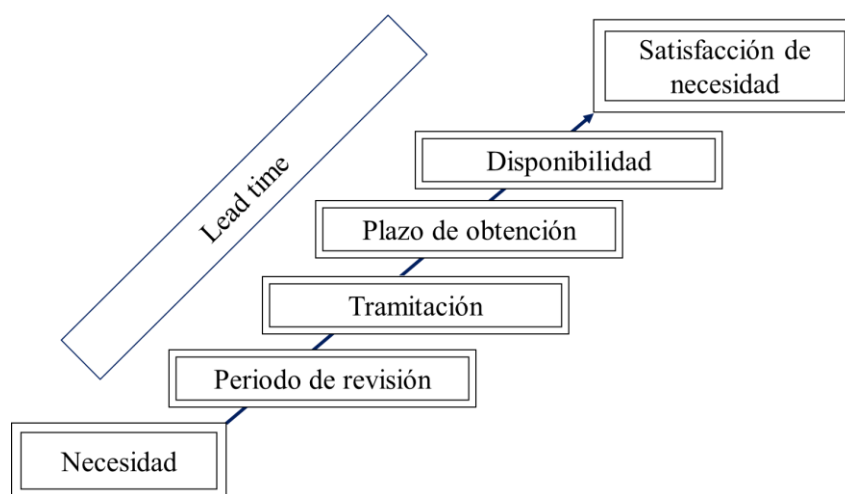 Satisfacción de
necesidad
Disponibilidad
Lead time
Plazo de obtención
Tramitación
Periodo de revisión
Necesidad